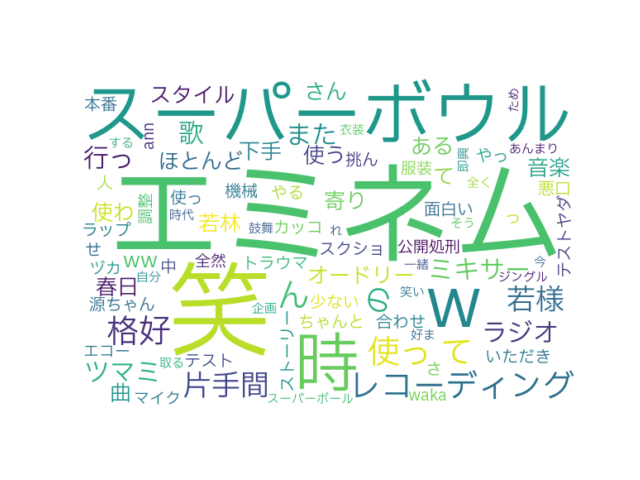 スーパーボウル
エミネム
笑
時
w
の
使って
レコーディング
片手間
若様
格好
ツマミ
ラジオ
ミキサー
オードリー
ん
本番
スタイル
さん
ann
歌
また
下手
使う
挑ん
ある
て
服装
やっ
衣装
ため
あんまり
音楽
悪口
テストヤダ
行っ
ほとんど
する
人
使わ
調整
使っ
時代
機械
やる
若林
寄り
鼓舞
カッコ
れ
面白い
そう
全く
っ
ラップ
せ
ww
ヅカ
自分
中
全然
トラウマ
スクショ
公開処刑
一緒
ジングル
今
春日
源ちゃん
企画
少ない
笑い
ちゃんと
合わせ
好ま
ストーリー
エコー
取る
テスト
曲
マイク
スーパーボール
waka
さ
いただき